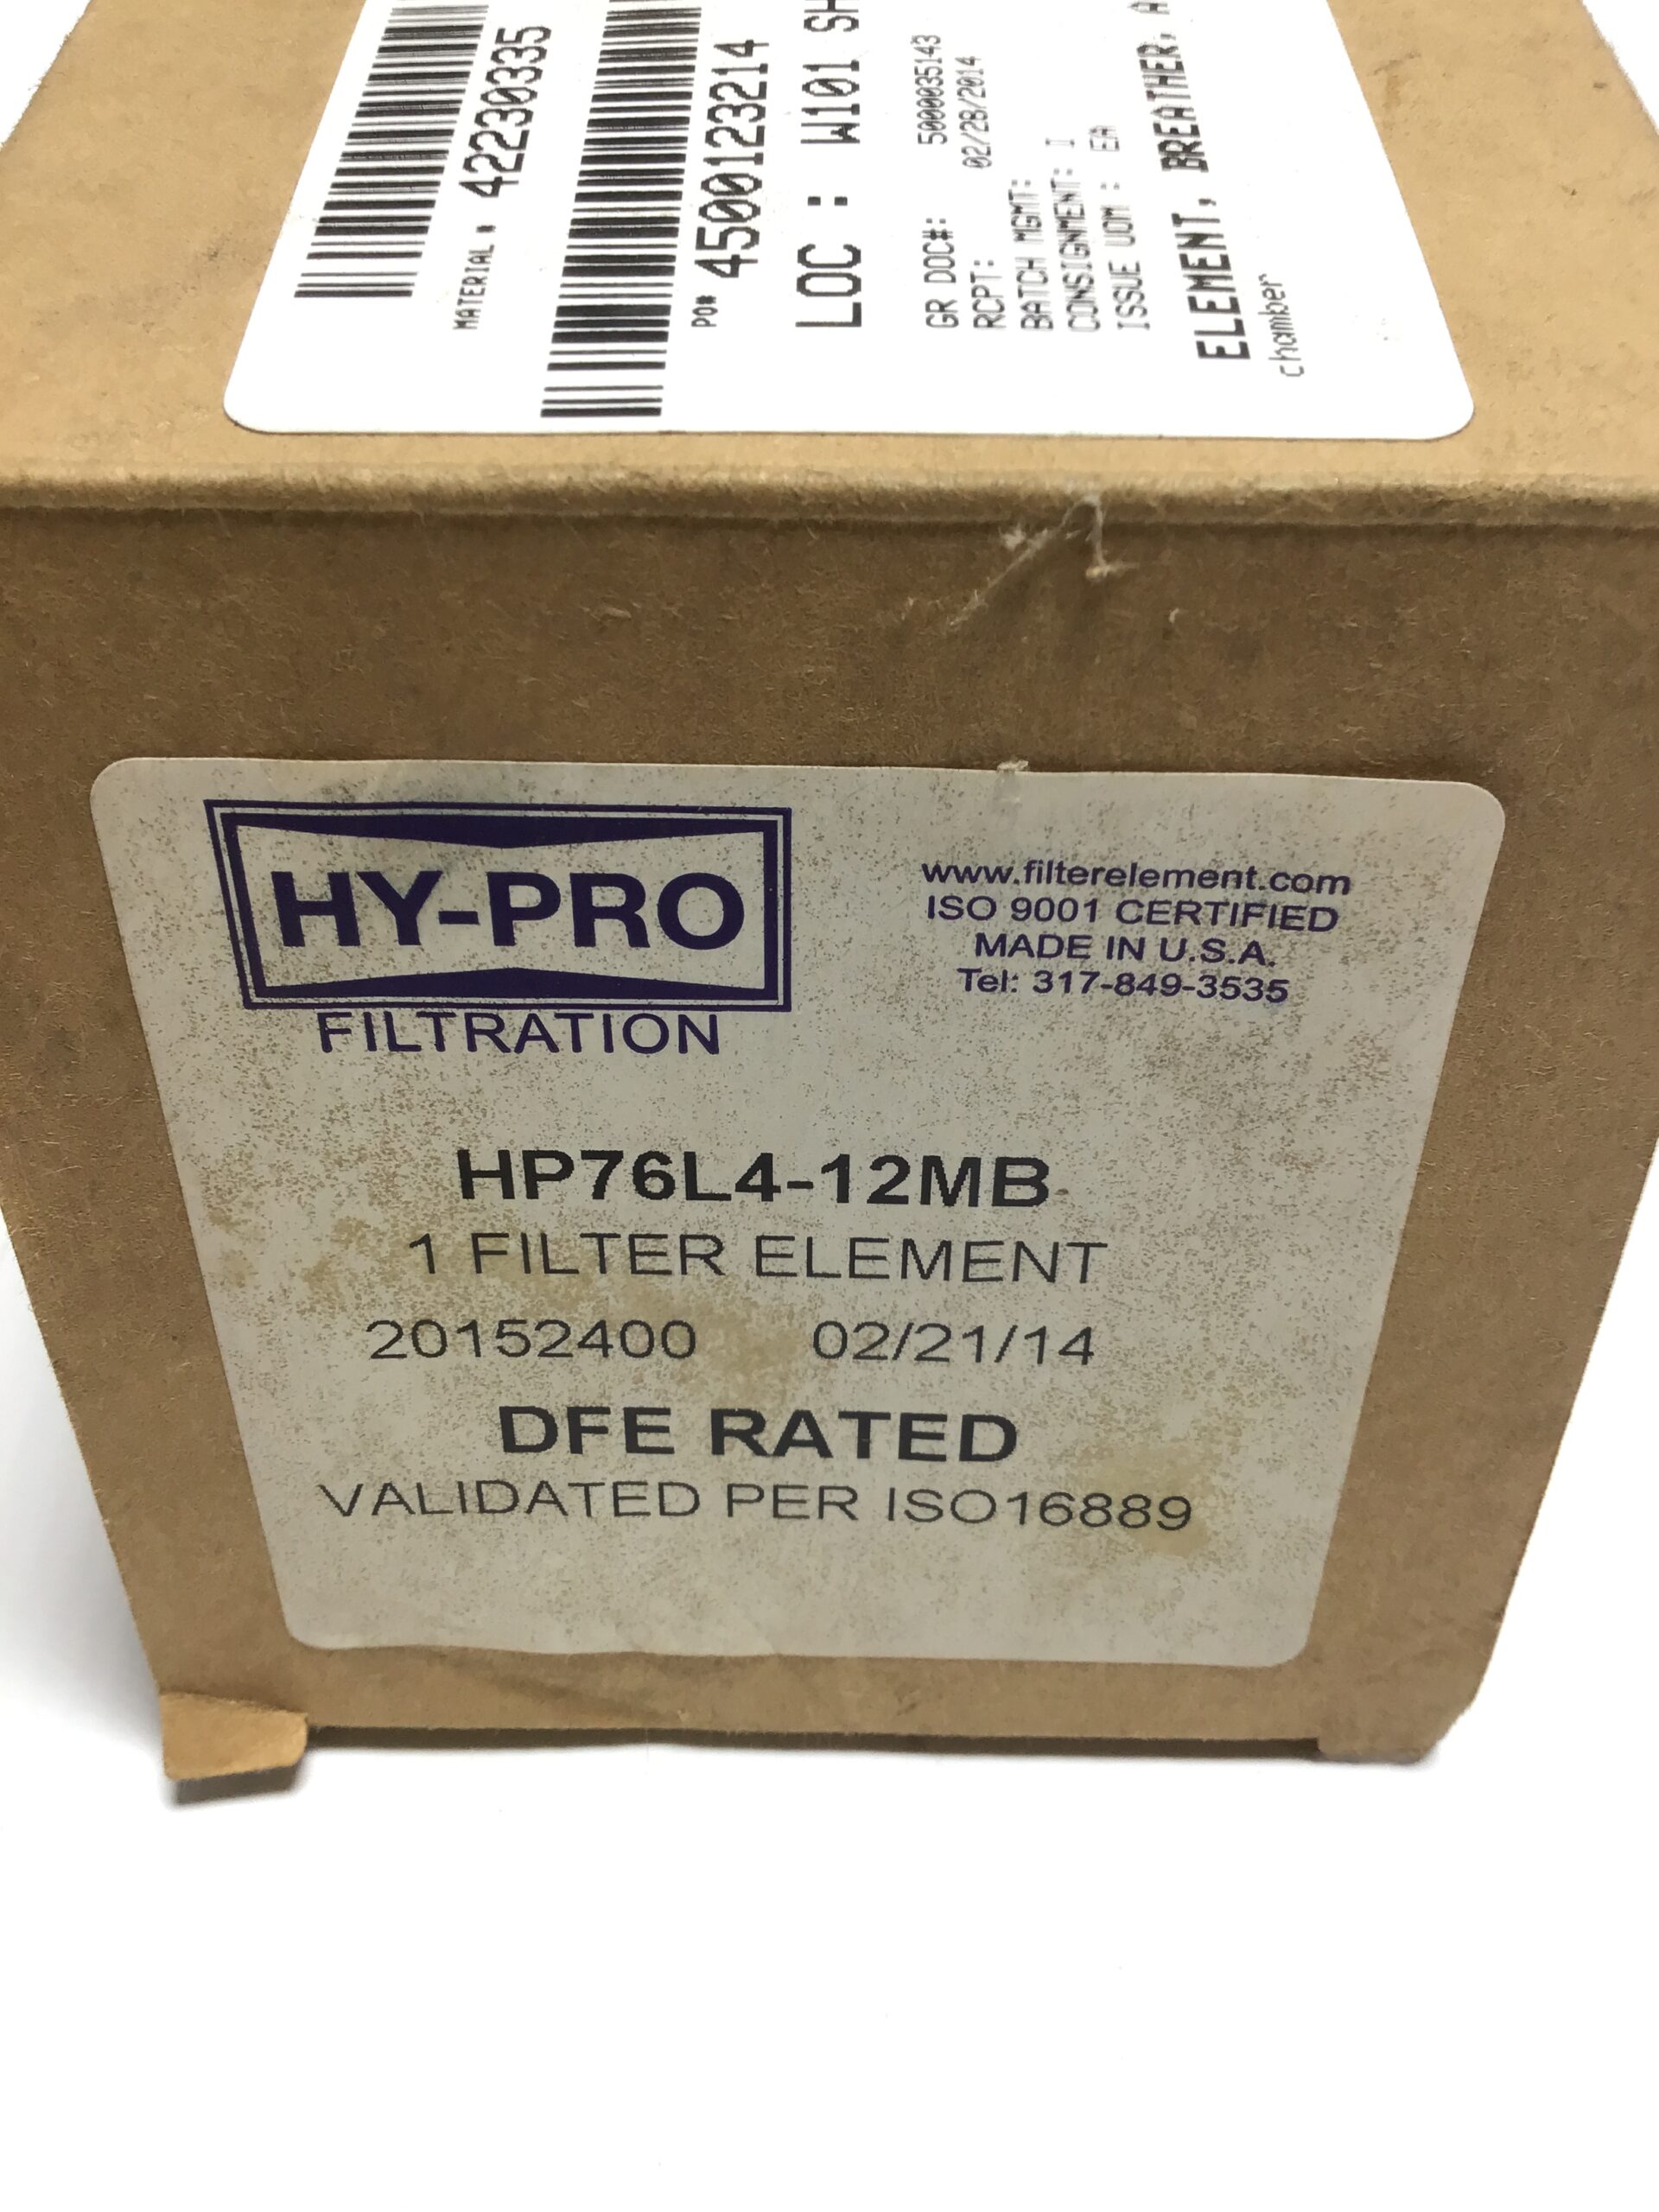 MATERIAL # 42230335
PO# 4500123214
LOC : W101 SH
GR DOC#: 5000035143
RCPT: 02/28/2014
BATCH MGMT:
CONSIGNMENT: I
ISSUE UOM : EA
ELEMENT, BREATHER, A
chamber
HY-PRO
FILTRATION
www.filterelement.com
ISO 9001 CERTIFIED
MADE IN U.S.A.
Tel: 317-849-3535
HP76L4-12MB
1 FILTER ELEMENT
20152400 02/21/14
DFE RATED
VALIDATED PER ISO16889